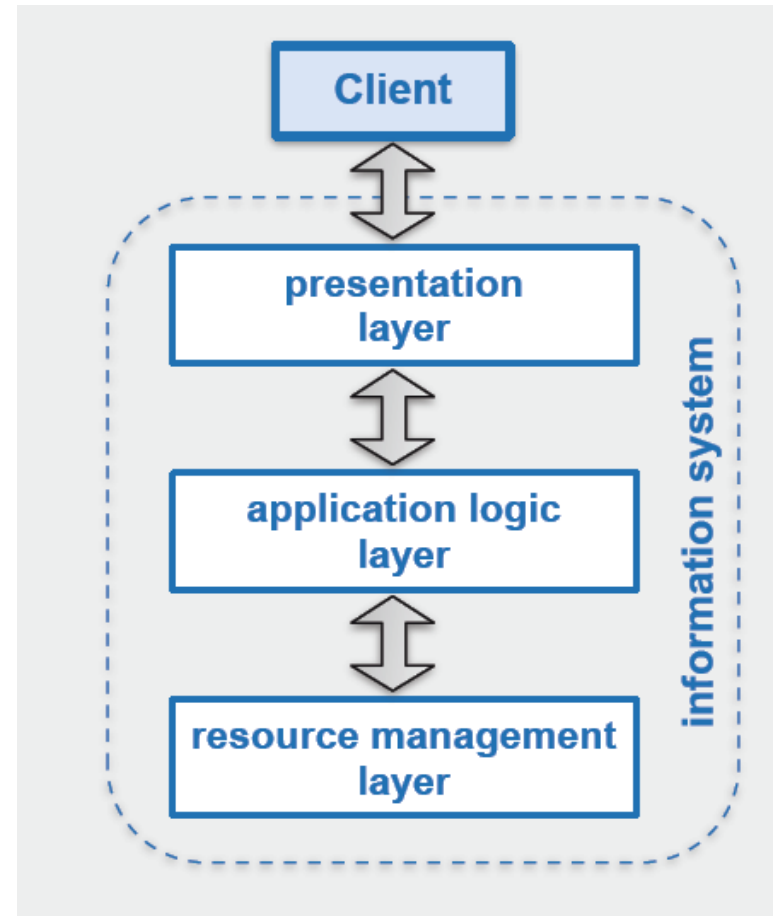 Client
presentation
layer
application logic
layer
resource management
layer
information system